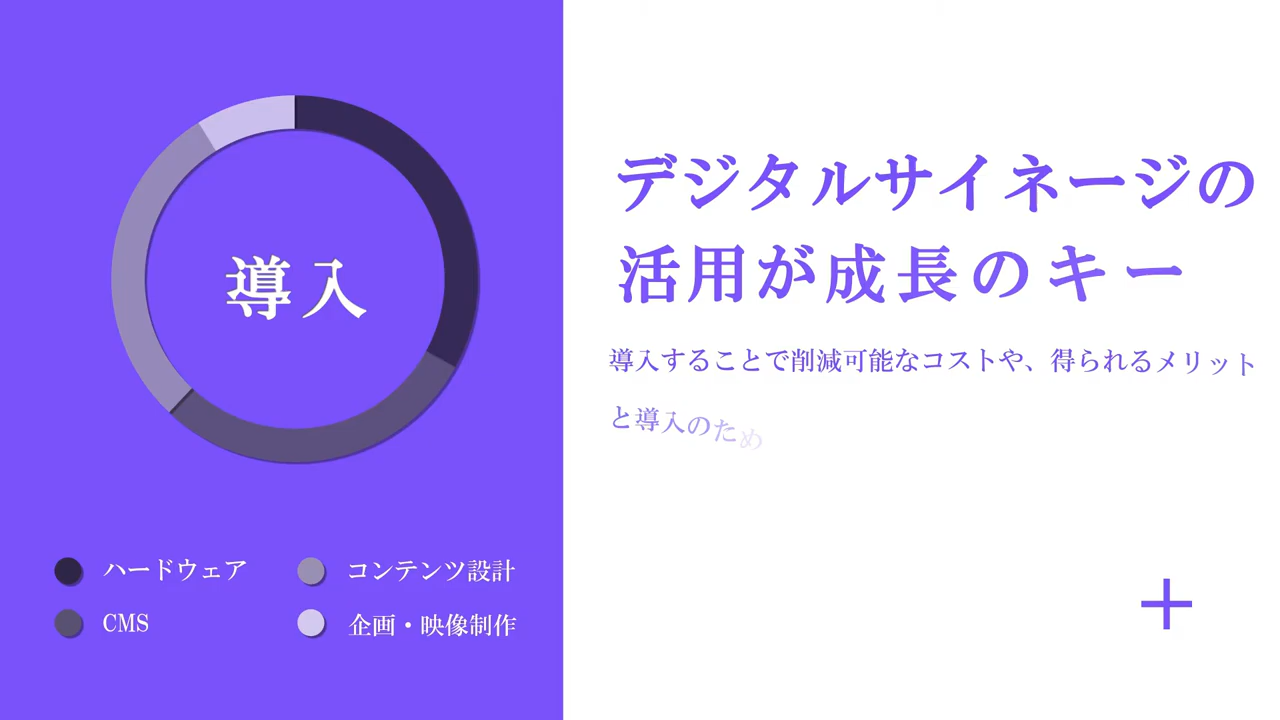 導入
ハードウェア
コンテンツ設計
CMS
企画・映像制作
デジタルサイネージの
活用が成長のキー
導入することで削減可能なコストや、得られるメリット
と導入のため